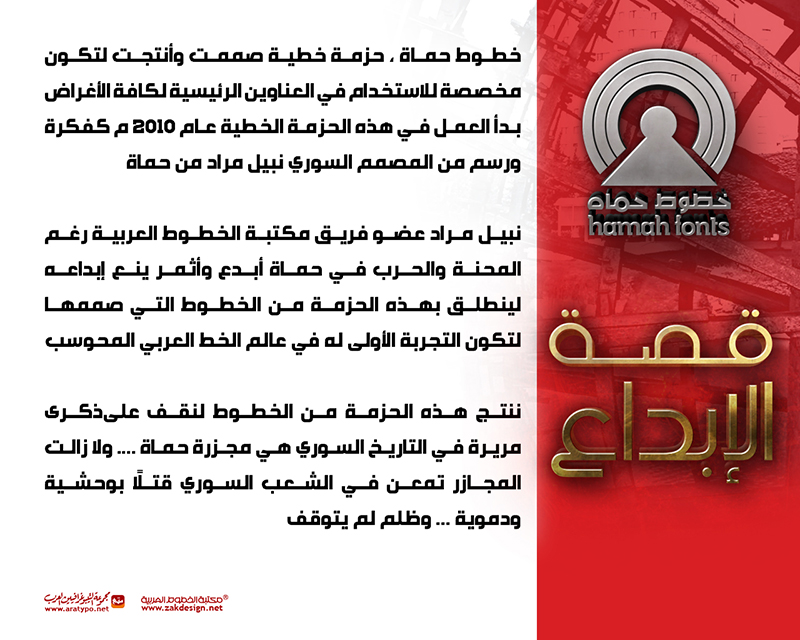 خطوط حماة ، حزمة خطية صممت وأنتجت لتكون
مخصصة للاستخدام في العناوين الرئيسية لكافة الأغراض
بدأ العمل في هذه الحزمة الخطية عام 2010 م كفكرة
ورسم من المصمم السوري نبيل مراد من حماة
نبيل مراد عضو فريق مكتبة الخطوط العربية رغم
المحنة والحرب في حماة أبدع وأثمر ينع إبداعه
لينطلق بهذه الحزمة من الخطوط التي صممها
لتكون التجربة الأولى له في عالم الخط العربي المحوسب
ننتج هذه الحزمة من الخطوط لنقف على ذكرى
مريرة في التاريخ السوري هي مجزرة حماة .... ولا زالت
المجازر تمعن في الشعب السوري قتلًا بوحشية
ودموية ... وظلم لم يتوقف
خطوط حماة
hamah fonts
قصة
الإبداع
مكتبة الخطوط العربية®
www.zakdesign.net
مجموعة التيبوغرافيين العرب
www.aratypo.net